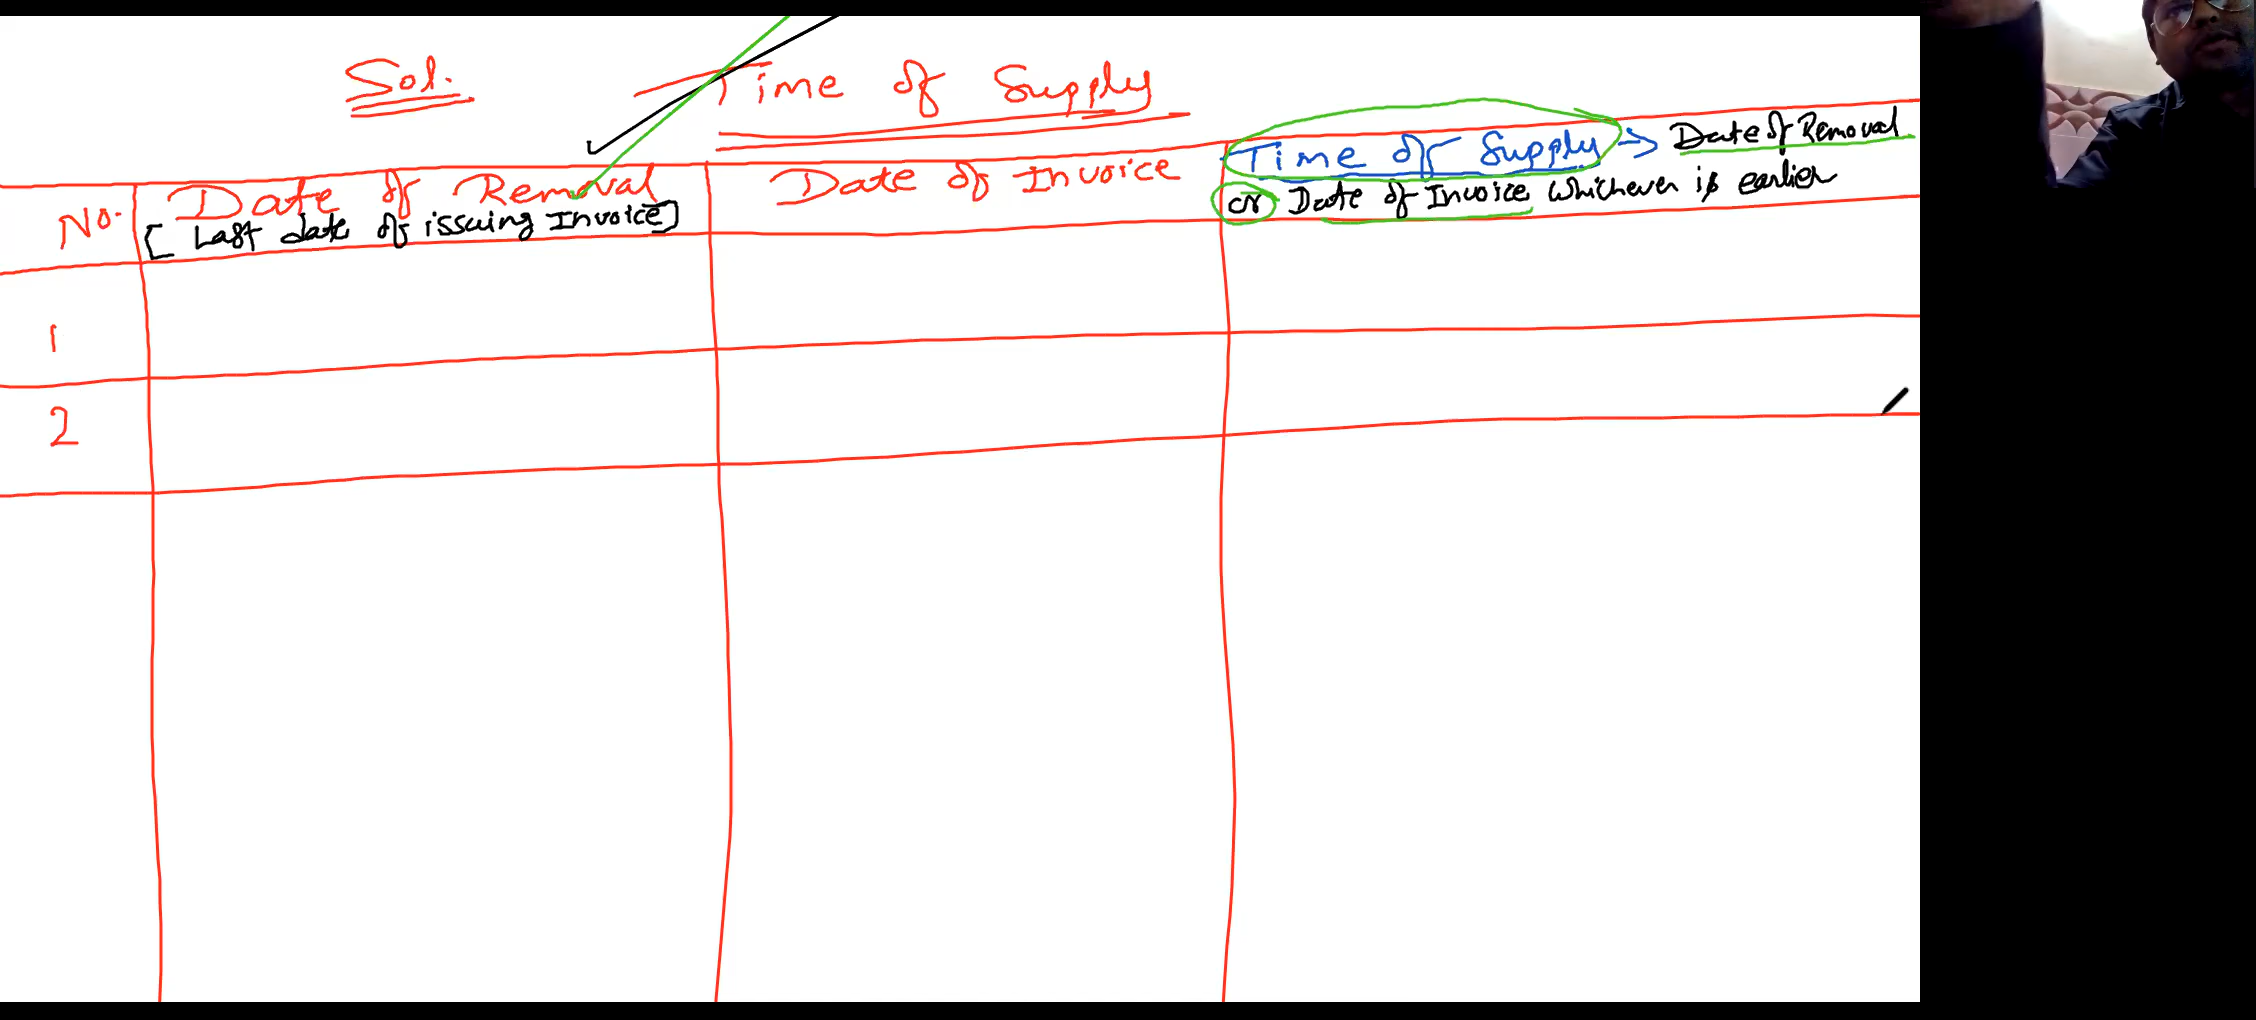 Sol. Time of Supply
No. Date of Removal Date of Invoice Time of Supply → Date of Removal
[Last date of issuing Invoice] or Date of Invoice whichever is earlier
1
2